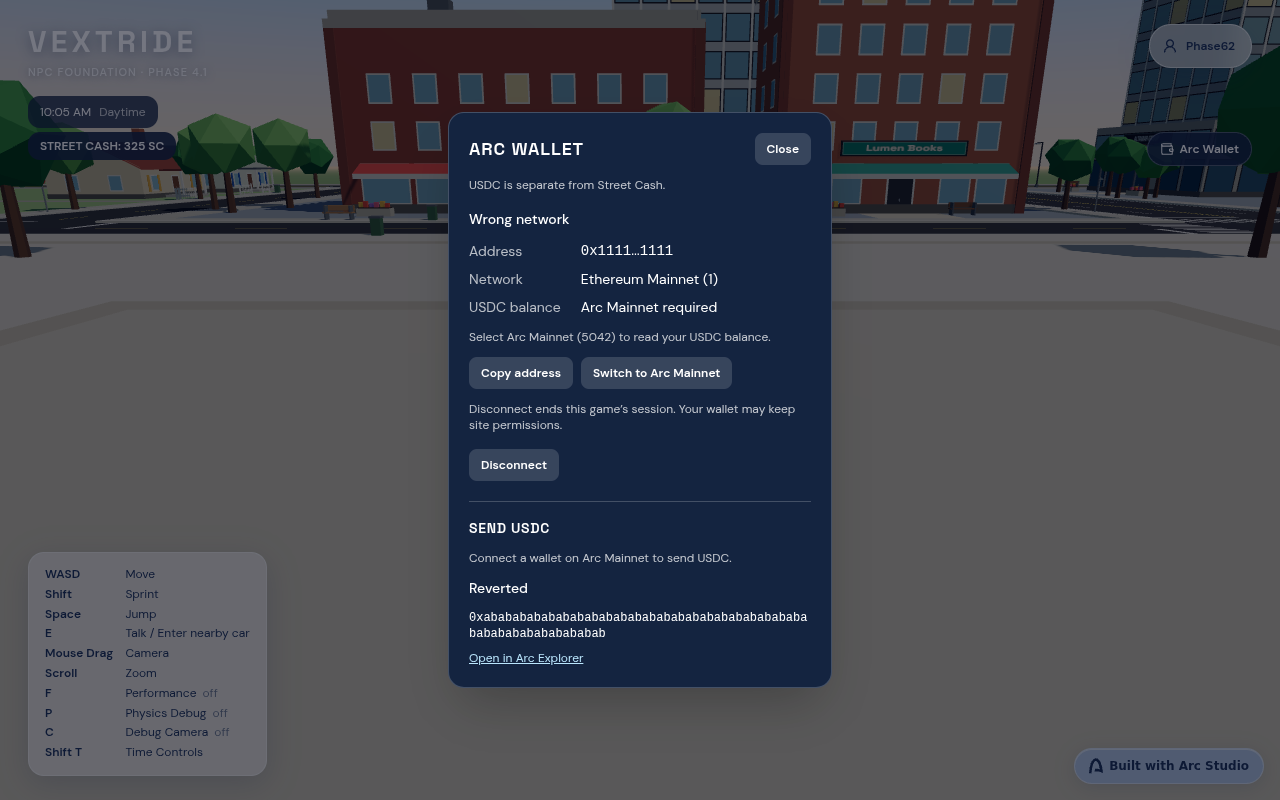 VEXTRIDE
NPC FOUNDATION · PHASE 4.1
10:05 AM Daytime
STREET CASH: 325 SC
Phase62
Arc Wallet
Lumen Books
ARC WALLET
Close
USDC is separate from Street Cash.
Wrong network
Address 0x1111…1111
Network Ethereum Mainnet (1)
USDC balance Arc Mainnet required
Select Arc Mainnet (5042) to read your USDC balance.
Copy address
Switch to Arc Mainnet
Disconnect ends this game’s session. Your wallet may keep
site permissions.
Disconnect
SEND USDC
Connect a wallet on Arc Mainnet to send USDC.
Reverted
0xababababababababababababababababababababababa
babababababababababab
Open in Arc Explorer
WASD Move
Shift Sprint
Space Jump
E Talk / Enter nearby car
Mouse Drag Camera
Scroll Zoom
F Performance off
P Physics Debug off
C Debug Camera off
Shift T Time Controls
Built with Arc Studio